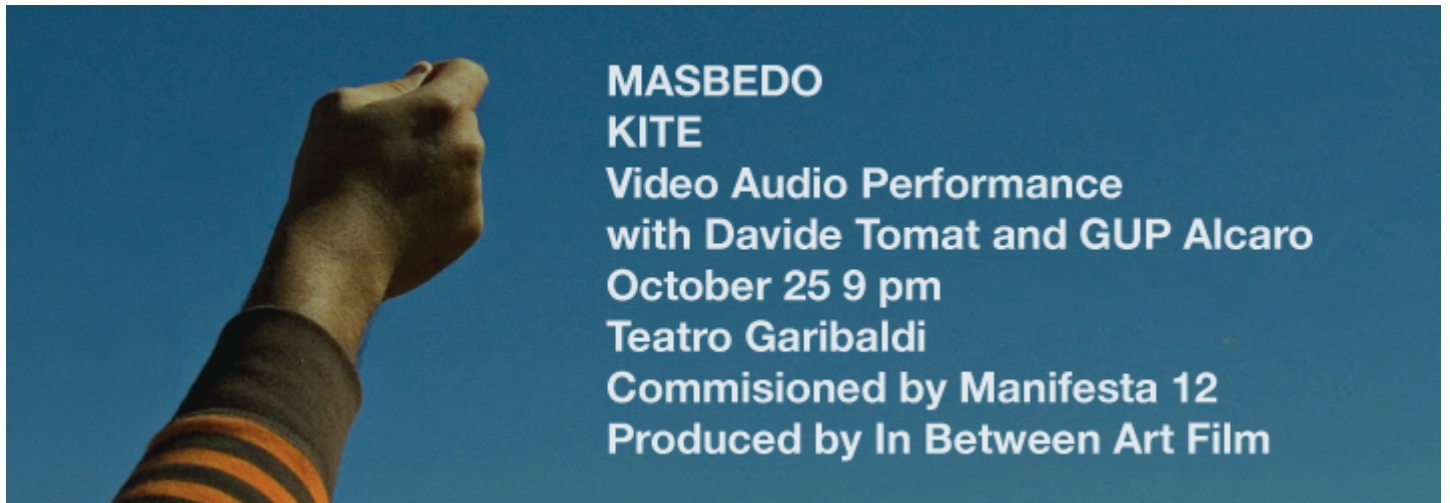 MASBEDO
KITE
Video Audio Performance
with Davide Tomat and GUP Alcaro
October 25 9 pm
Teatro Garibaldi
Commisioned by Manifesta 12
Produced by In Between Art Film